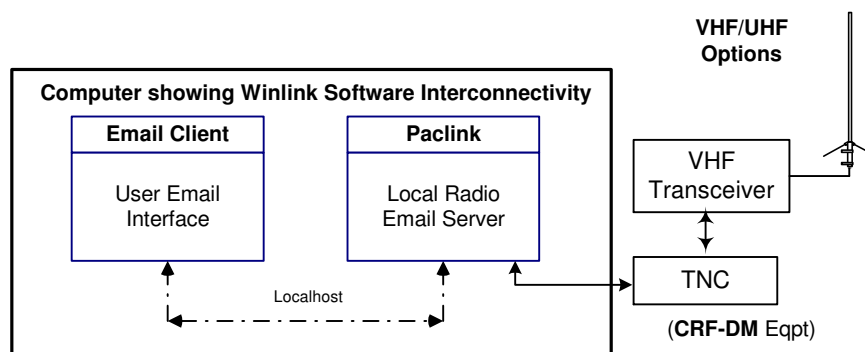 VHF/UHF
Options
Computer showing Winlink Software Interconnectivity
Email Client
User Email
Interface
Paclink
Local Radio
Email Server
VHF
Transceiver
TNC
Localhost
(CRF-DM Eqpt)